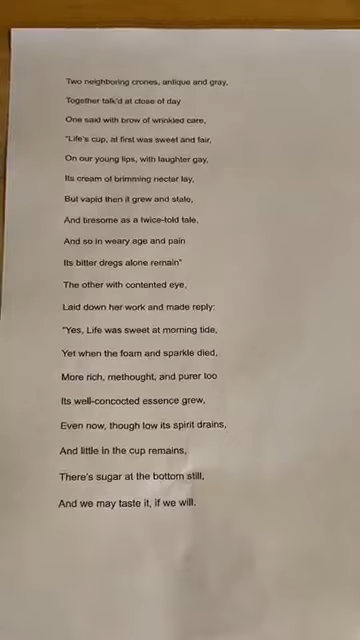 Two neighboring crones, antique and gray,
Together talk'd at close of day
One said with brow of wrinkled care,
"Life's cup, at first was sweet and fair,
On our young lips, with laughter gay,
Its cream of brimming nectar lay,
But vapid then it grew and stale,
And tiresome as a twice-told tale,
And so in weary age and pain
Its bitter dregs alone remain"
The other with contented eye,
Laid down her work and made reply:
"Yes, Life was sweet at morning tide,
Yet when the foam and sparkle died,
More rich, methought, and purer too
Its well-concocted essence grew,
Even now, though low its spirit drains,
And little in the cup remains,
There's sugar at the bottom still,
And we may taste it, if we will.